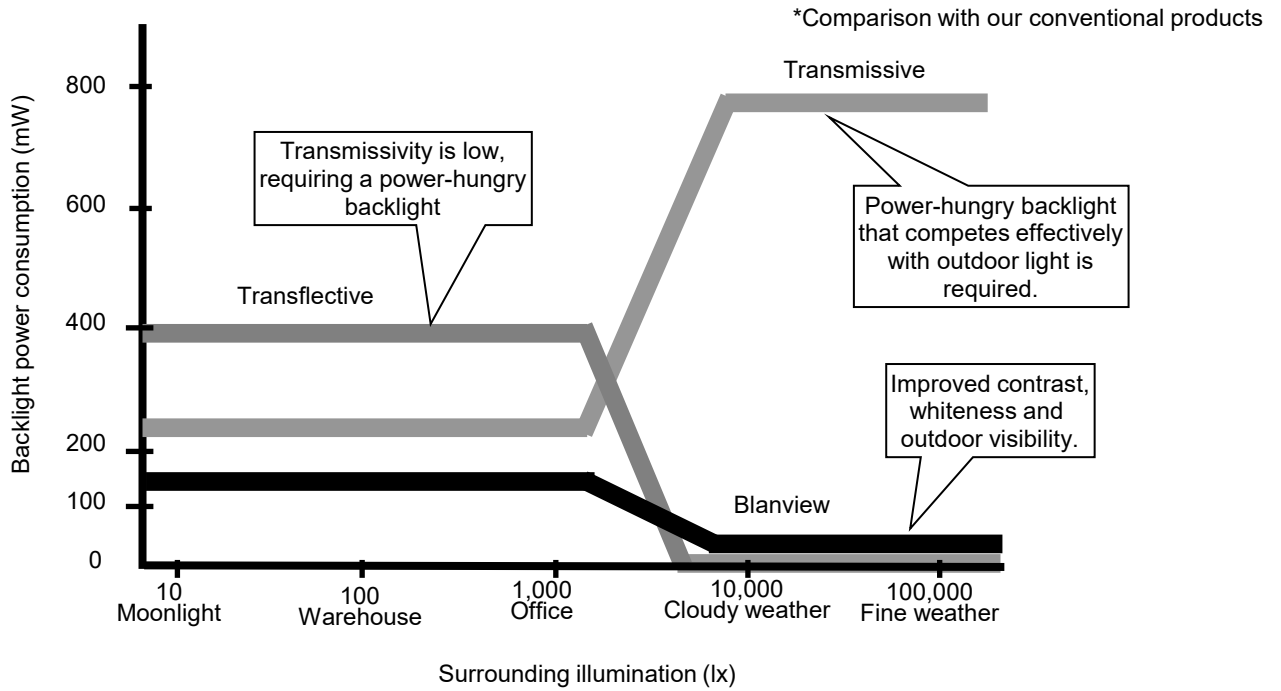 *Comparison with our conventional products
Transmissive
800
Transmissivity is low,
requiring a power-hungry
backlight
Power-hungry backlight
that competes effectively
with outdoor light is
required.
600
Backlight power consumption (mW)
Transflective
400
Improved contrast,
whiteness and
outdoor visibility.
200
100
Blanview
0
10
100
1,000
10,000
100,000
Moonlight
Warehouse
Office
Cloudy weather
Fine weather
Surrounding illumination (lx)